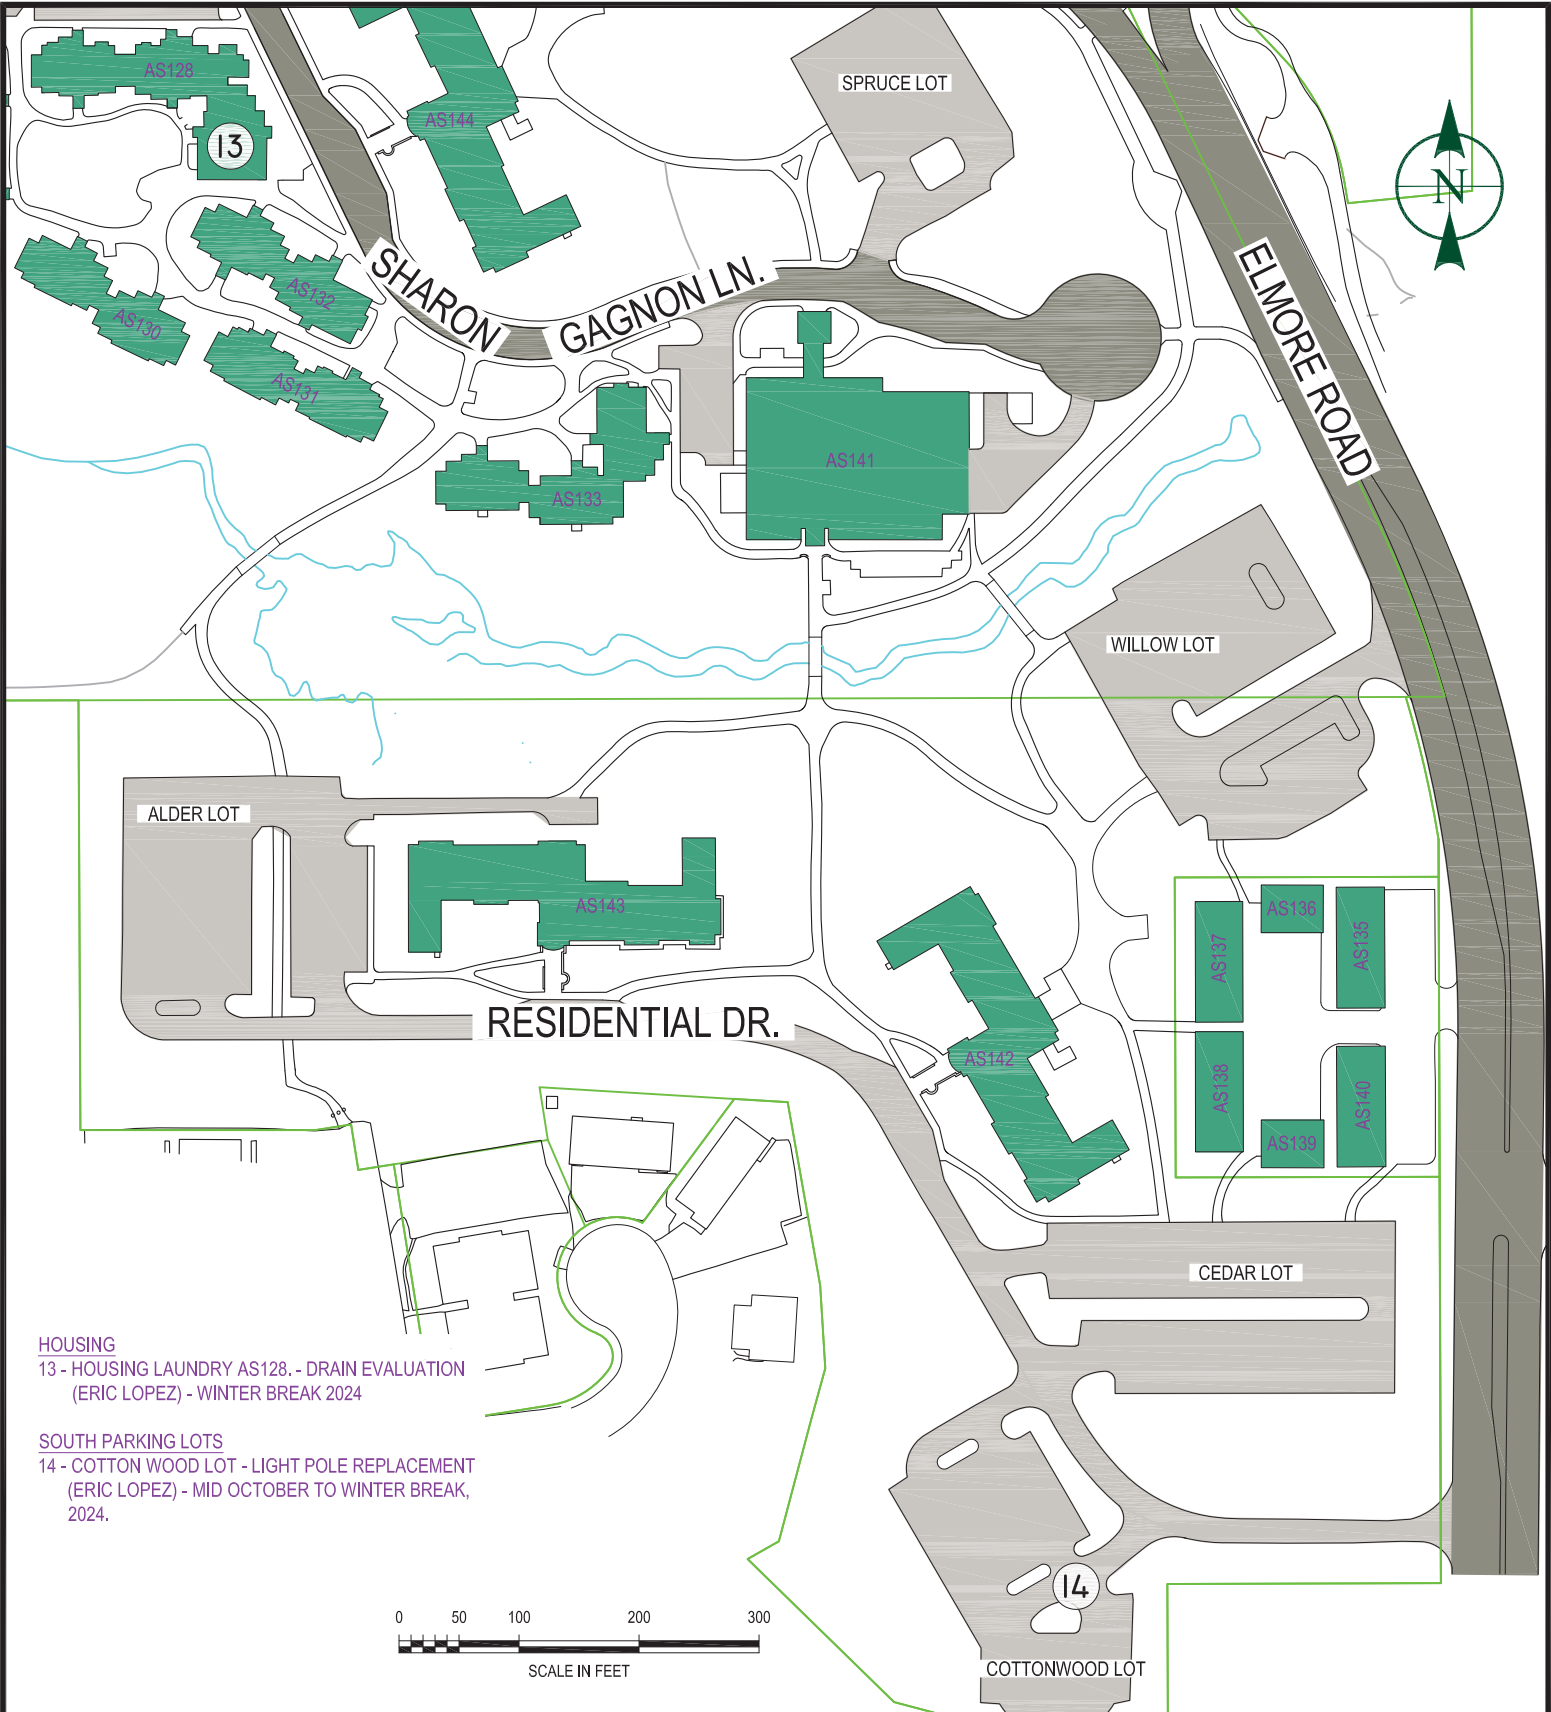 AS128
13
AS144
SPRUCE LOT
N
AS132
AS130
AS131
SHARON
GAGNON LN.
ELMORE ROAD
AS141
AS133
WILLOW LOT
ALDER LOT
AS143
AS136
AS135
AS137
RESIDENTIAL DR.
AS142
AS138
AS140
AS139
CEDAR LOT
HOUSING
13 - HOUSING LAUNDRY AS128. - DRAIN EVALUATION
(ERIC LOPEZ) - WINTER BREAK 2024
SOUTH PARKING LOTS
14 - COTTON WOOD LOT - LIGHT POLE REPLACEMENT
(ERIC LOPEZ) - MID OCTOBER TO WINTER BREAK,
2024.
14
0 50 100 200 300
SCALE IN FEET
COTTONWOOD LOT